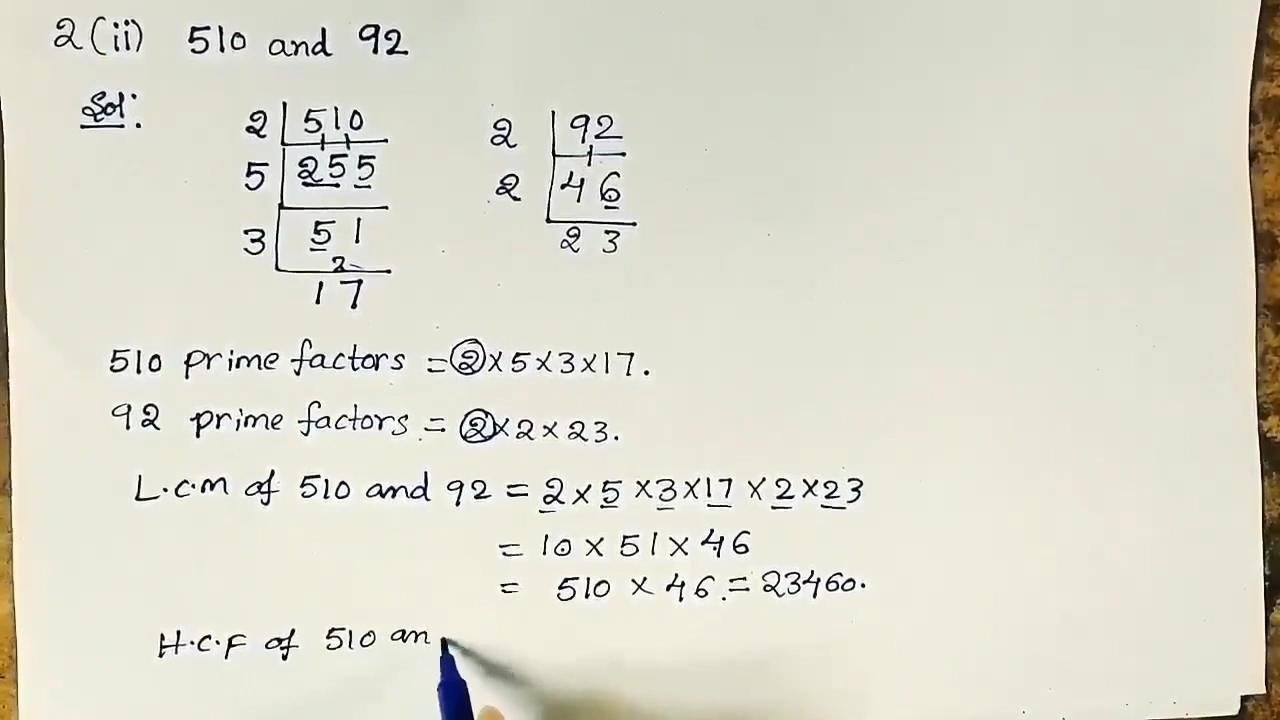 2(ii) 510 and 92
Sol:
2 | 510
5 | 255
3 | 51
2
17
2 | 92
2 | 46
23
510 prime factors = 2×5×3×17.
92 prime factors = 2×2×23.
L.C.M of 510 and 92 = 2×5×3×17×2×23
= 10×51×46
= 510×46 = 23460.
H.C.F of 510 an